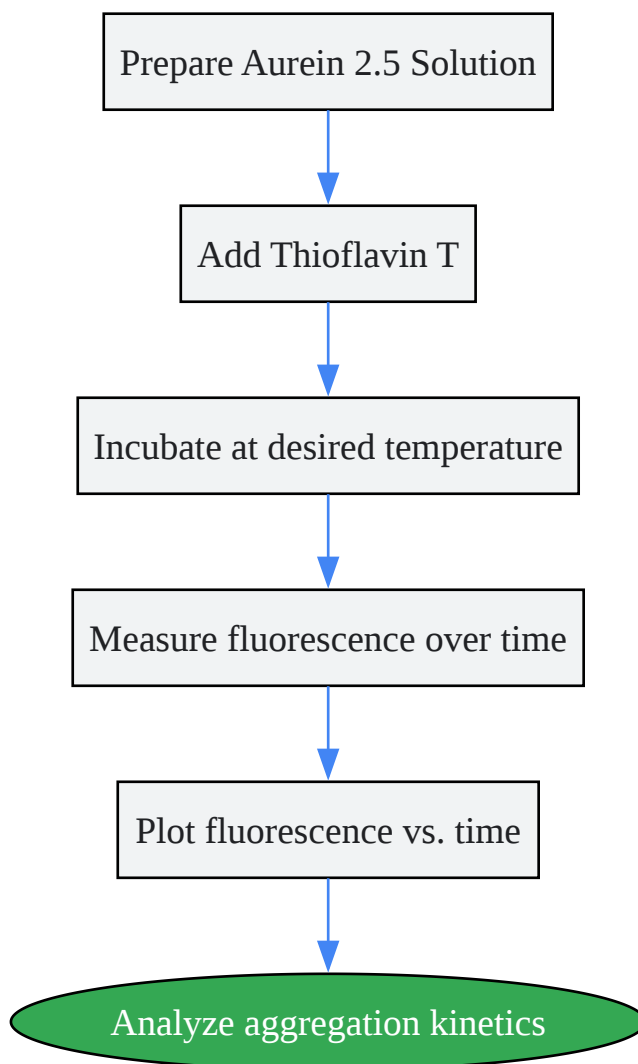 Prepare Aurein 2.5 Solution
Add Thioflavin T
Incubate at desired temperature
Measure fluorescence over time
Plot fluorescence vs. time
Analyze aggregation kinetics